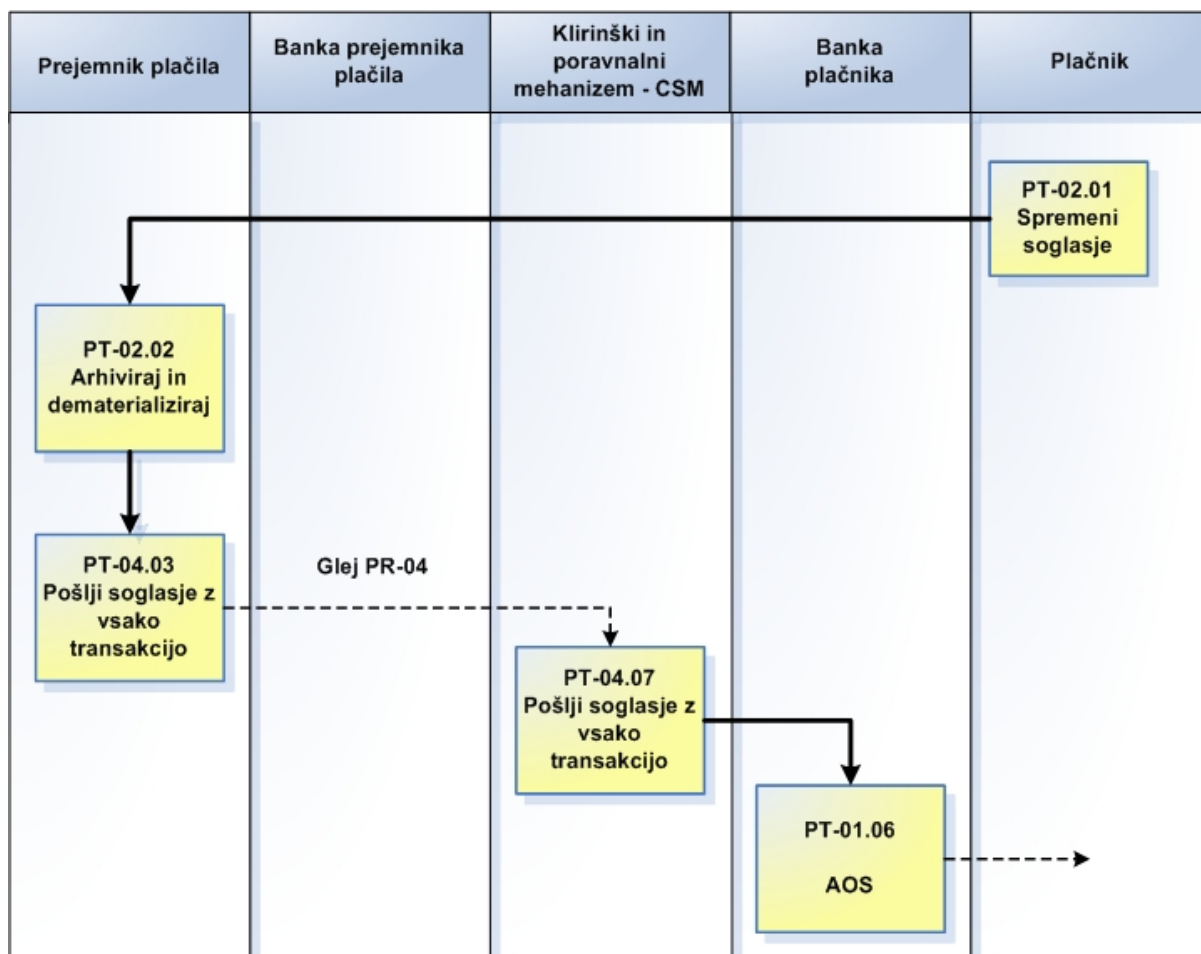 Prejemnik plačila
Banka prejemnika
plačila
Klirinški in
poravnalni
mehanizem - CSM
Banka
plačnika
Plačnik
PT-02.01
Spremeni
soglasje
PT-02.02
Arhiviraj in
dematerializiraj
PT-04.03
Pošlji soglasje z
vsako
transakcijo
Glej PR-04
PT-04.07
Pošlji soglasje z
vsako
transakcijo
PT-01.06
AOS